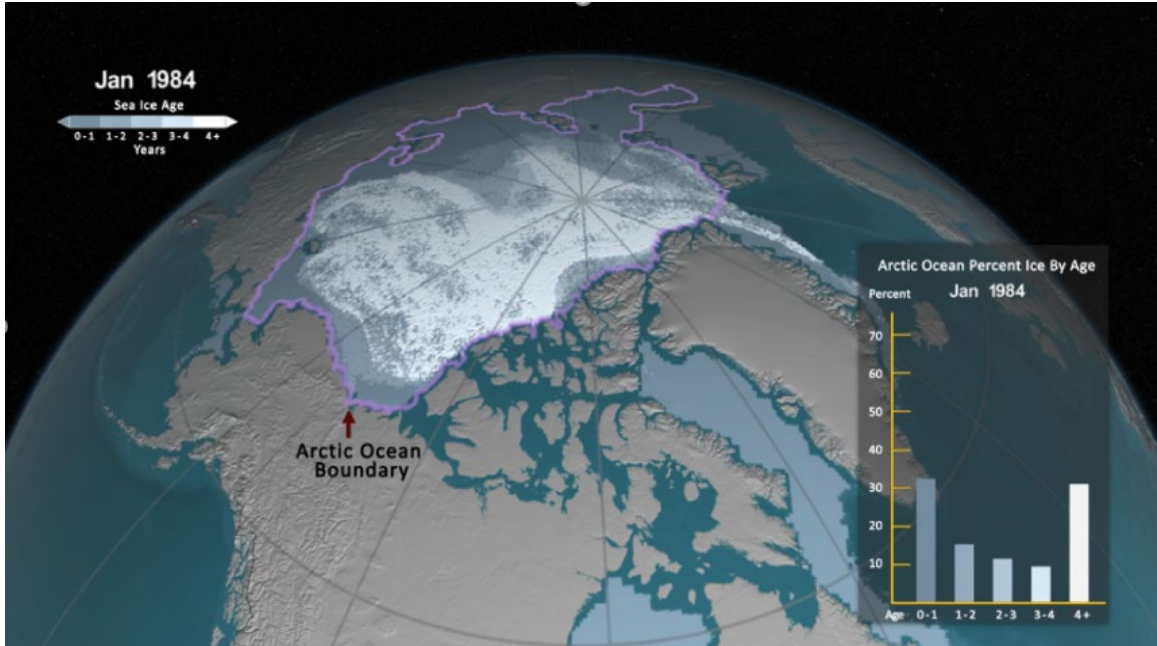 Jan 1984
Sea Ice Age
0-1 1-2 2-3 3-4 4+
Years
Arctic Ocean
Boundary
Arctic Ocean Percent Ice By Age
Percent Jan 1984
70
60
50
40
30
20
10
Age 0-1 1-2 2-3 3-4 4+